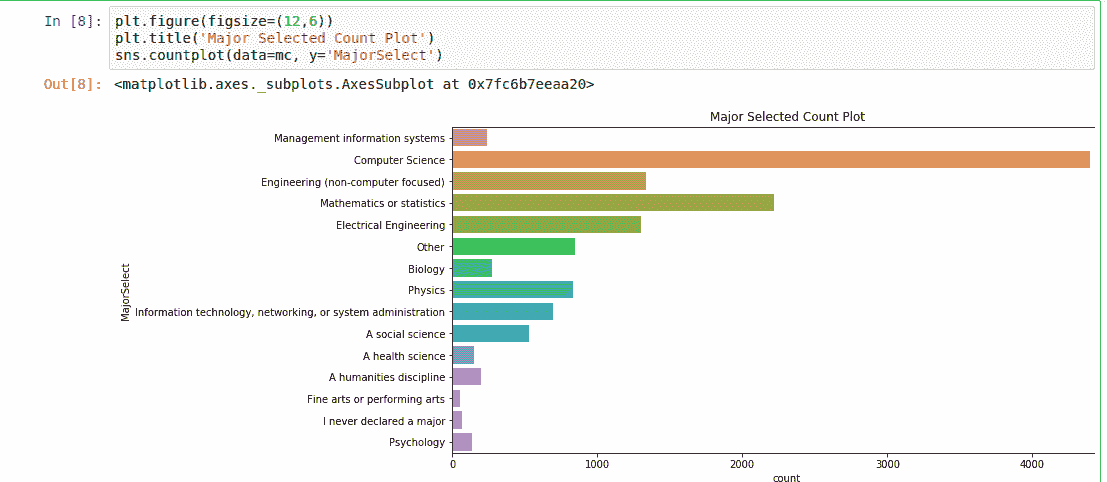 In [8]: plt.figure(figsize=(12,6))
plt.title('Major Selected Count Plot')
sns.countplot(data=mc, y='MajorSelect')
Out[8]: <matplotlib.axes._subplots.AxesSubplot at 0x7fc6b7eeaa20>
Major Selected Count Plot
Management information systems
Computer Science
Engineering (non-computer focused)
Mathematics or statistics
Electrical Engineering
Other
Biology
Physics
Information technology, networking, or system administration
A social science
A health science
A humanities discipline
Fine arts or performing arts
I never declared a major
Psychology
MajorSelect
0 1000 2000 3000 4000
count